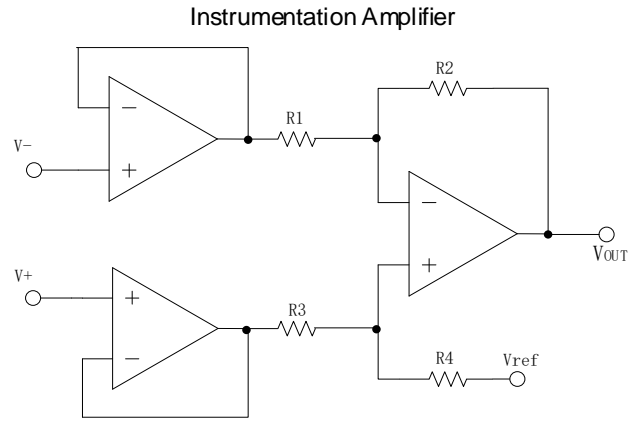 Instrumentation Amplifier
R2
R1
V-
−
+
−
+
VOUT
V+
+
−
R3
R4
Vref